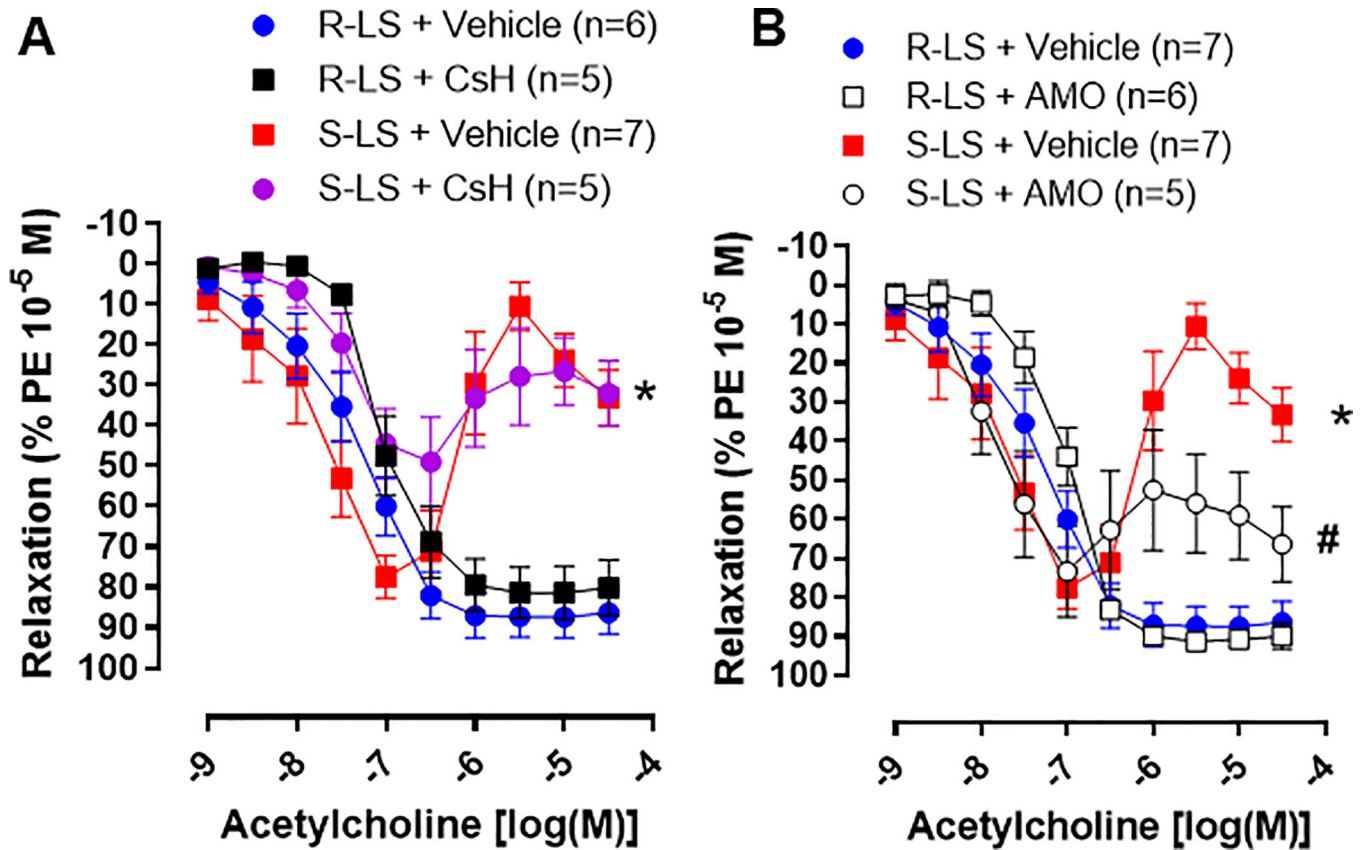 A
R-LS + Vehicle (n=6)
R-LS + CsH (n=5)
S-LS + Vehicle (n=7)
S-LS + CsH (n=5)
Relaxation (% PE 10⁻⁵ M)
-10
0
10
20
30
40
50
60
70
80
90
100
*
-9
-8
-7
-6
-5
-4
Acetylcholine [log(M)]
B
R-LS + Vehicle (n=7)
R-LS + AMO (n=6)
S-LS + Vehicle (n=7)
S-LS + AMO (n=5)
Relaxation (% PE 10⁻⁵ M)
-10
0
10
20
30
40
50
60
70
80
90
100
*
#
-9
-8
-7
-6
-5
-4
Acetylcholine [log(M)]